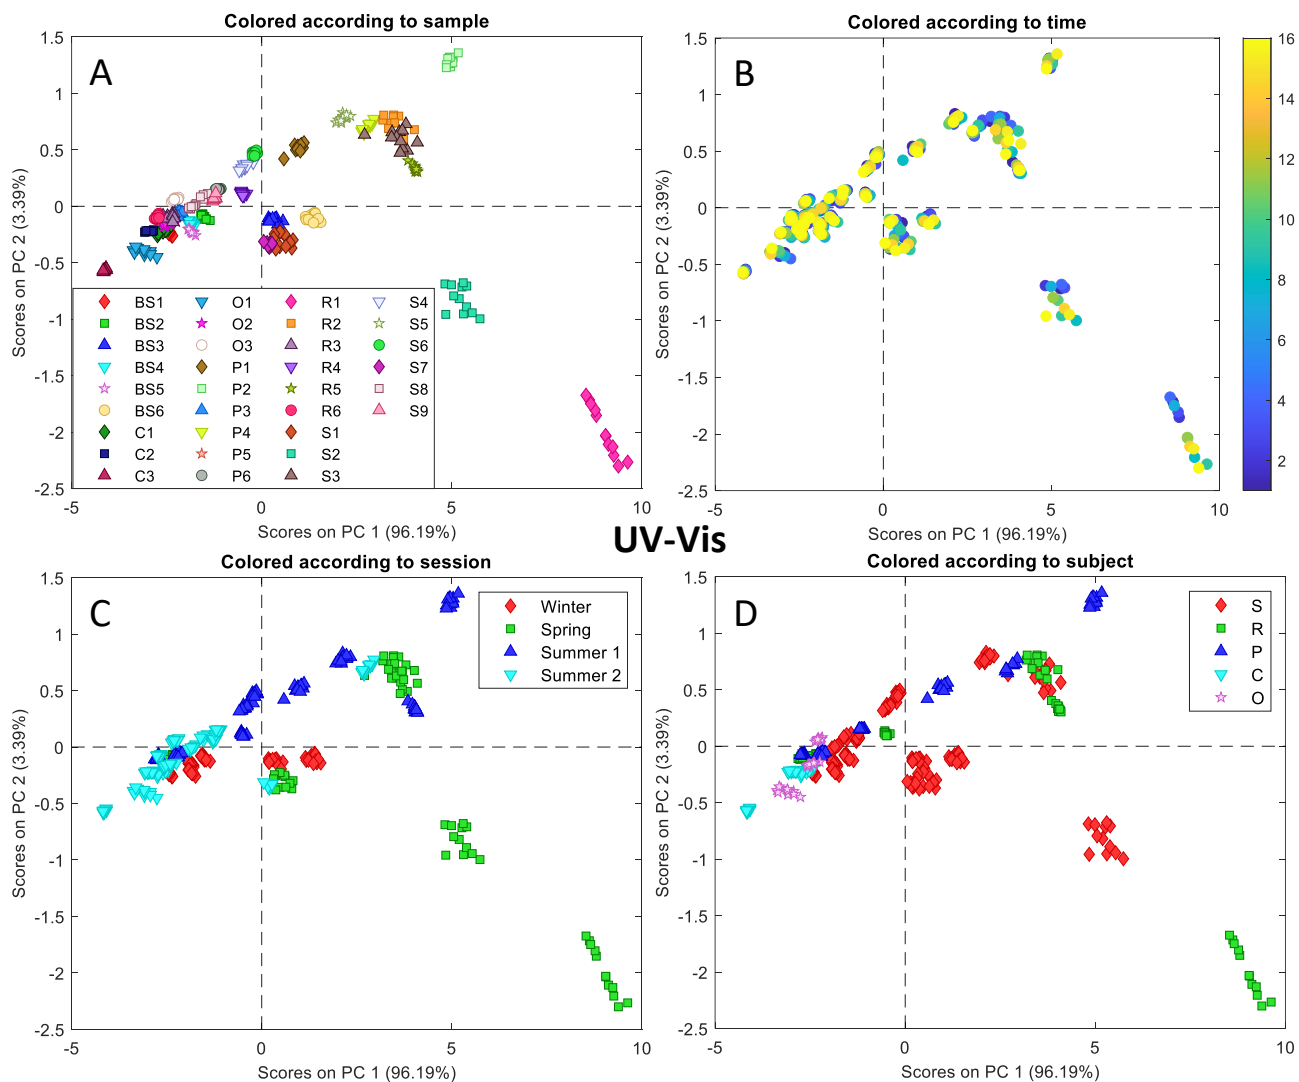 Colored according to sample
A
1.5
1
0.5
0
-0.5
-1
-1.5
-2
-2.5
-5
0
5
10
Scores on PC 2 (3.39%)
Scores on PC 1 (96.19%)
BS1 O1 R1 S4
BS2 O2 R2 S5
BS3 O3 R3 S6
BS4 P1 R4 S7
BS5 P2 R5 S8
BS6 P3 R6 S9
C1 P4 S1
C2 P5 S2
C3 P6 S3
Colored according to time
B
1.5
1
0.5
0
-0.5
-1
-1.5
-2
-2.5
-5
0
5
10
Scores on PC 2 (3.39%)
Scores on PC 1 (96.19%)
16
14
12
10
8
6
4
2
UV-Vis
Colored according to session
C
1.5
1
0.5
0
-0.5
-1
-1.5
-2
-2.5
-5
0
5
10
Scores on PC 2 (3.39%)
Scores on PC 1 (96.19%)
Winter
Spring
Summer 1
Summer 2
Colored according to subject
D
1.5
1
0.5
0
-0.5
-1
-1.5
-2
-2.5
-5
0
5
10
Scores on PC 2 (3.39%)
Scores on PC 1 (96.19%)
S
R
P
C
O